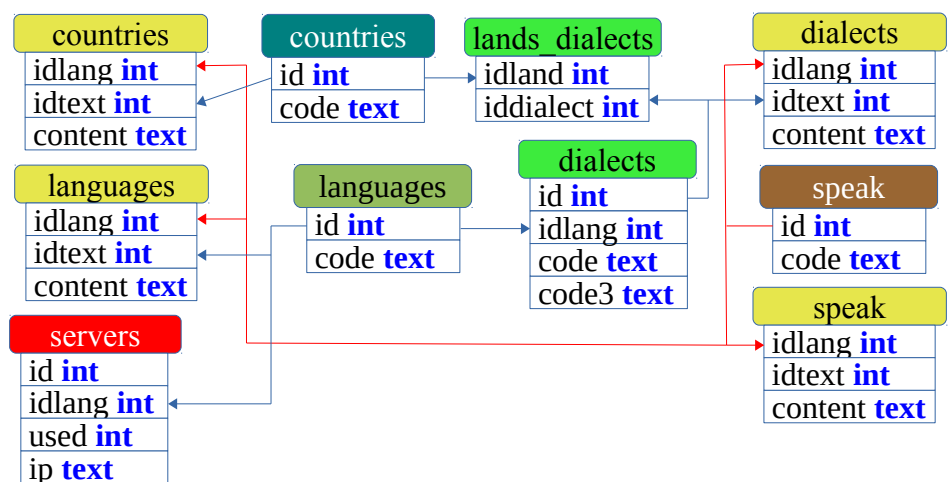 countries
idlang int
idtext int
content text
countries
id int
code text
lands_dialects
idland int
iddialect int
dialects
idlang int
idtext int
content text
languages
idlang int
idtext int
content text
languages
id int
code text
dialects
id int
idlang int
code text
code3 text
speak
id int
code text
servers
id int
idlang int
used int
ip text
speak
idlang int
idtext int
content text